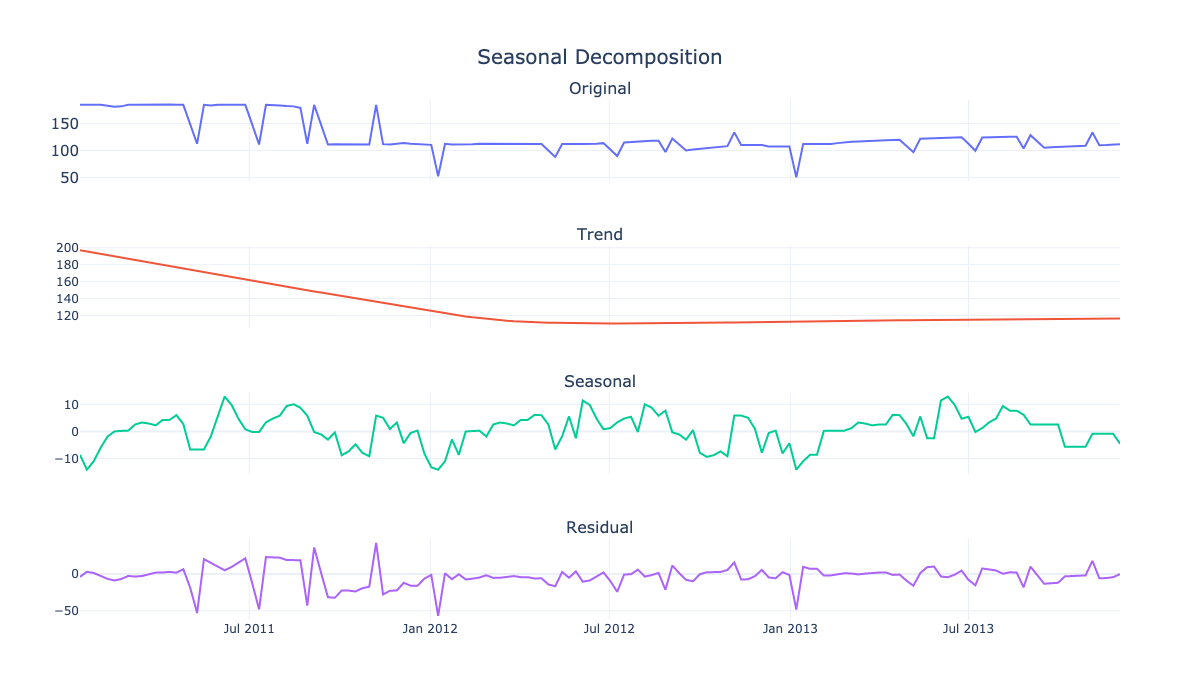 Seasonal Decomposition
Original
150
100
50
Trend
200
180
160
140
120
Seasonal
10
0
−10
Residual
0
−50
Jul 2011 Jan 2012 Jul 2012 Jan 2013 Jul 2013